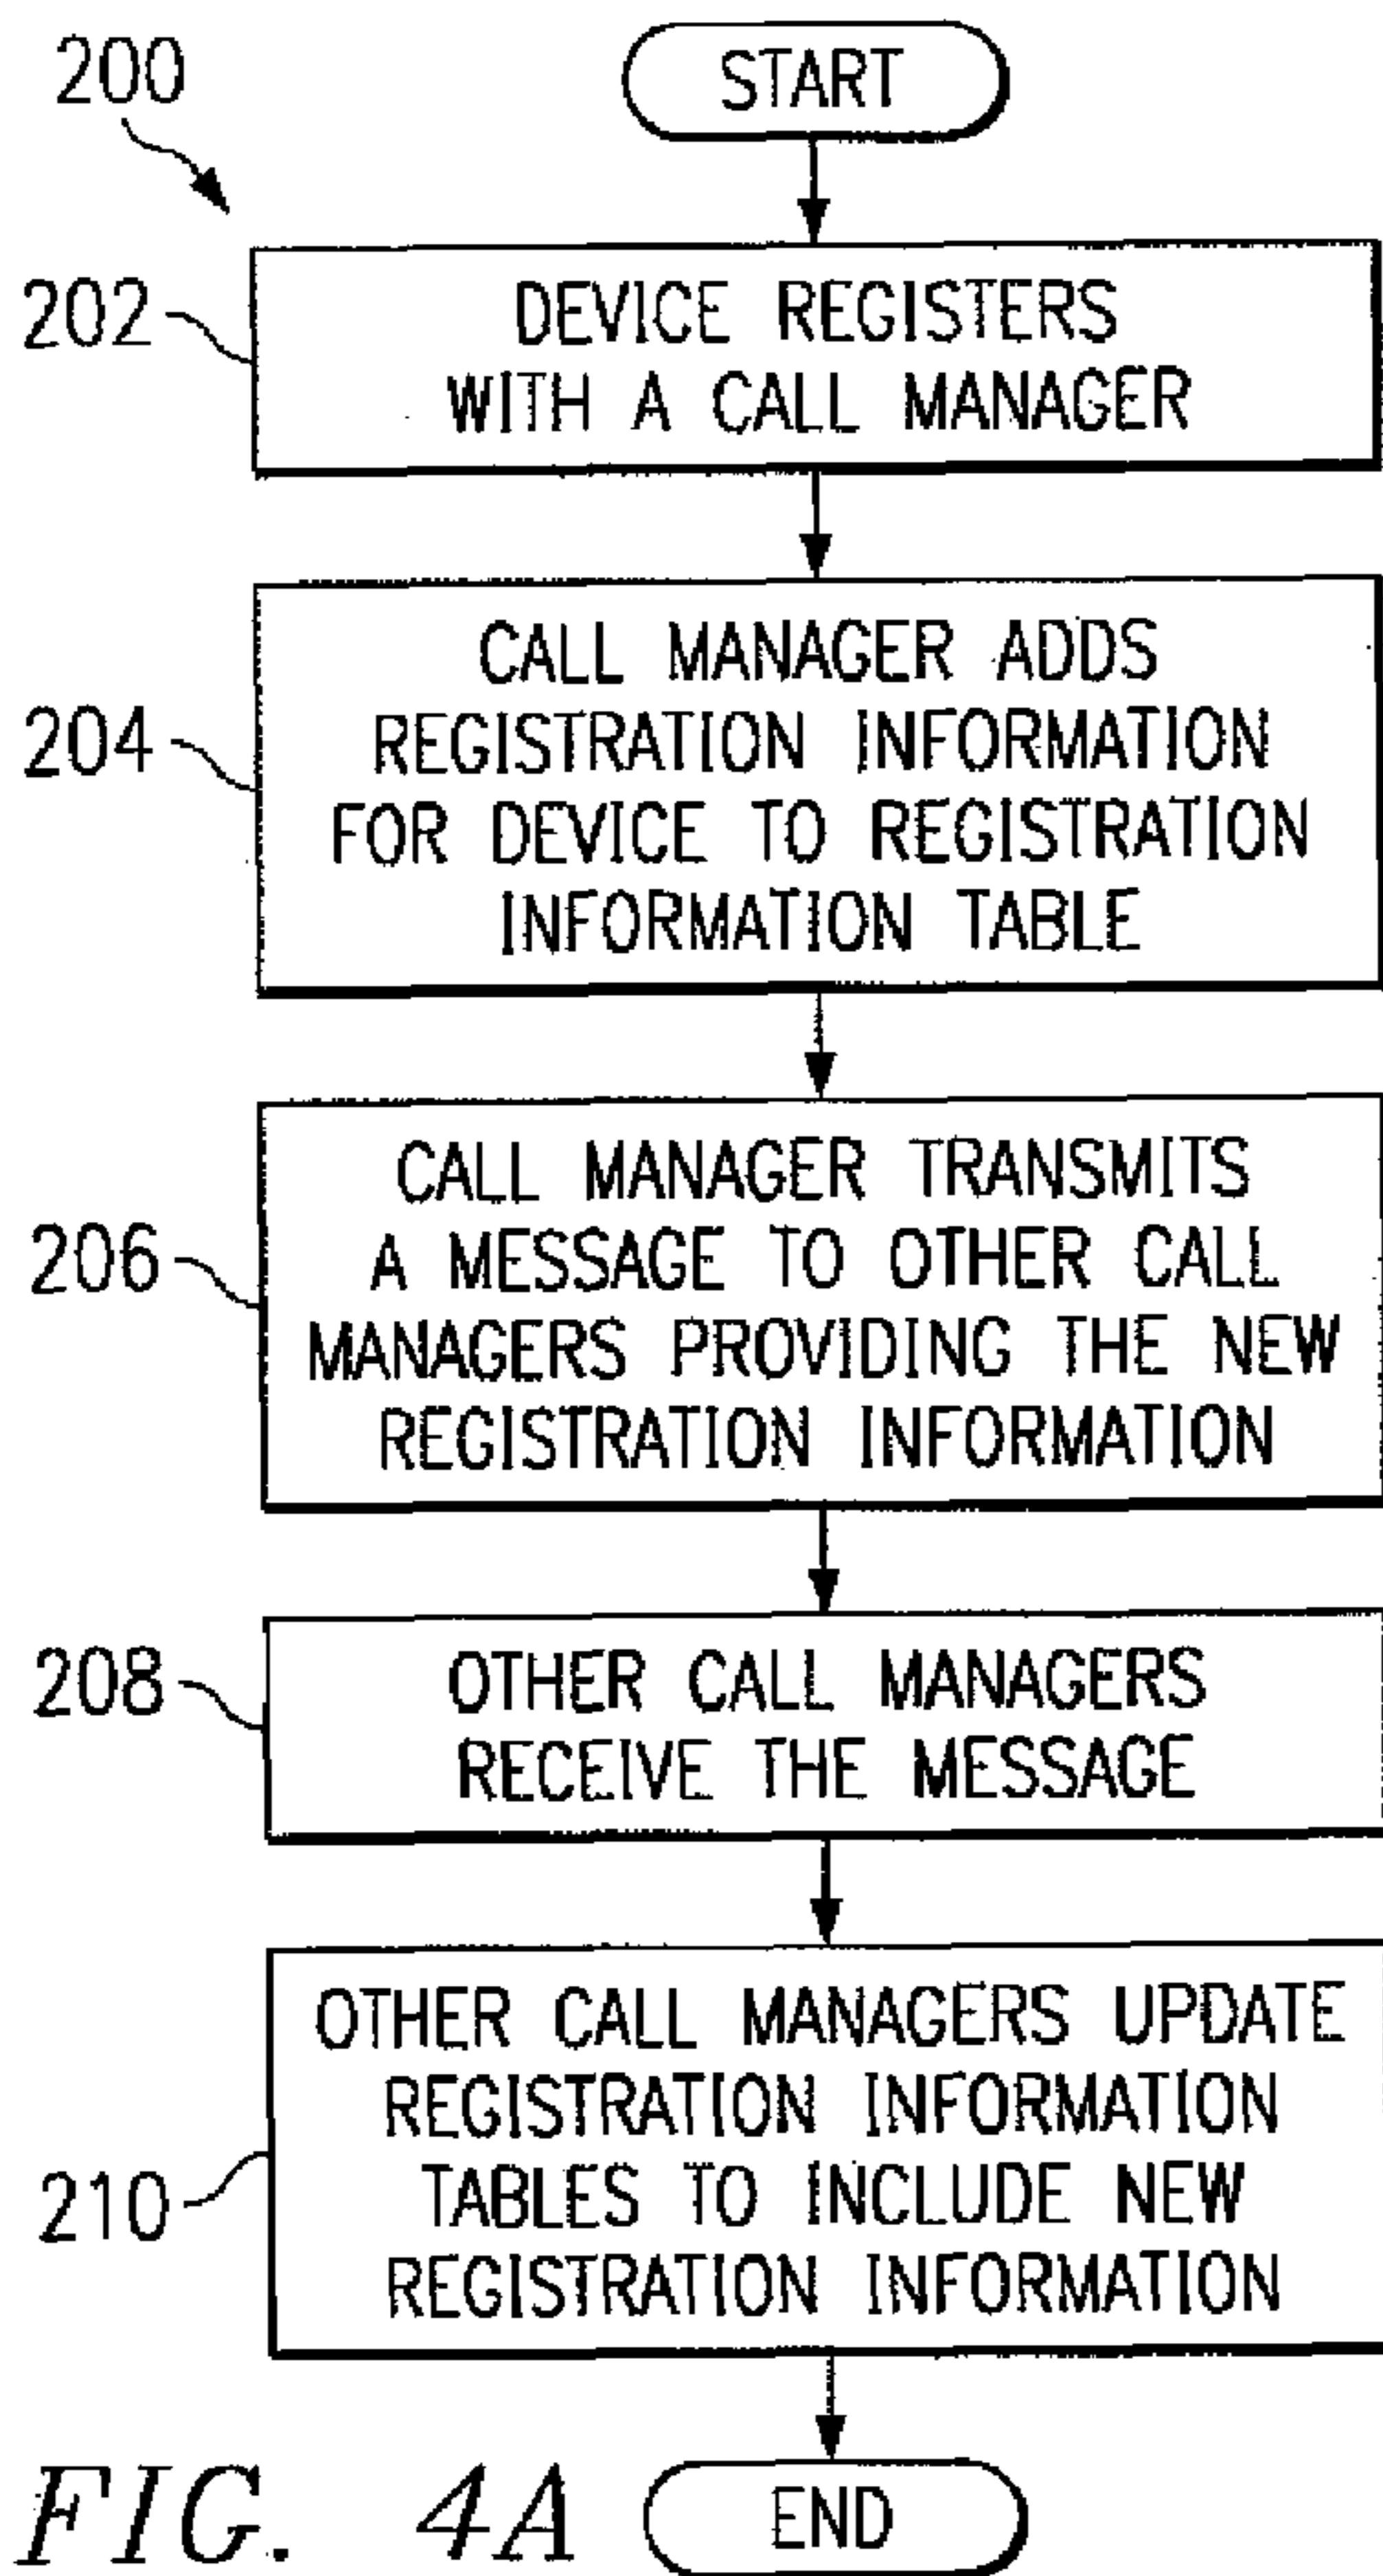 200
START
202
DEVICE REGISTERS
WITH A CALL MANAGER
204
CALL MANAGER ADDS
REGISTRATION INFORMATION
FOR DEVICE TO REGISTRATION
INFORMATION TABLE
206
CALL MANAGER TRANSMITS
A MESSAGE TO OTHER CALL
MANAGERS PROVIDING THE NEW
REGISTRATION INFORMATION
208
OTHER CALL MANAGERS
RECEIVE THE MESSAGE
210
OTHER CALL MANAGERS UPDATE
REGISTRATION INFORMATION
TABLES TO INCLUDE NEW
REGISTRATION INFORMATION
END
FIG. 4A